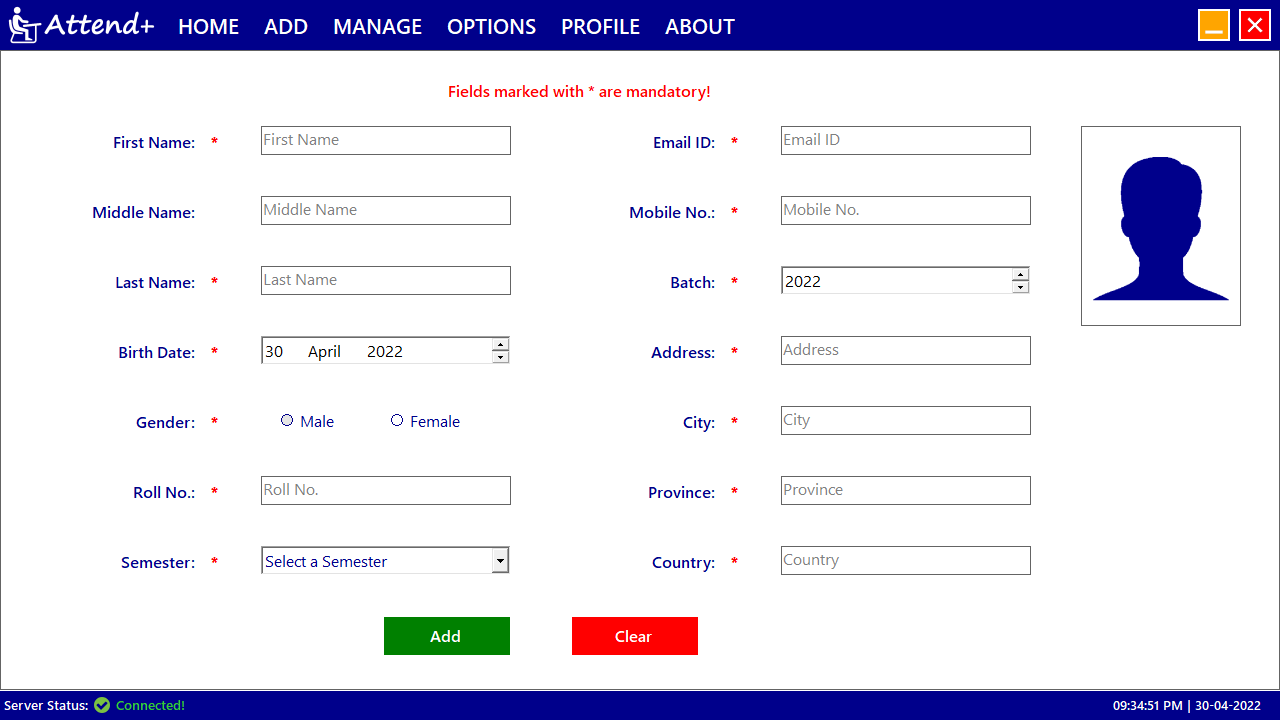 Attend+ HOME ADD MANAGE OPTIONS PROFILE ABOUT
Fields marked with * are mandatory!
First Name: * First Name
Email ID: * Email ID
Middle Name: Middle Name
Mobile No.: * Mobile No.
Last Name: * Last Name
Batch: * 2022
Birth Date: * 30 April 2022
Address: * Address
Gender: * Male Female
City: * City
Roll No.: * Roll No.
Province: * Province
Semester: * Select a Semester
Country: * Country
Add Clear
Server Status: Connected! 09:34:51 PM | 30-04-2022